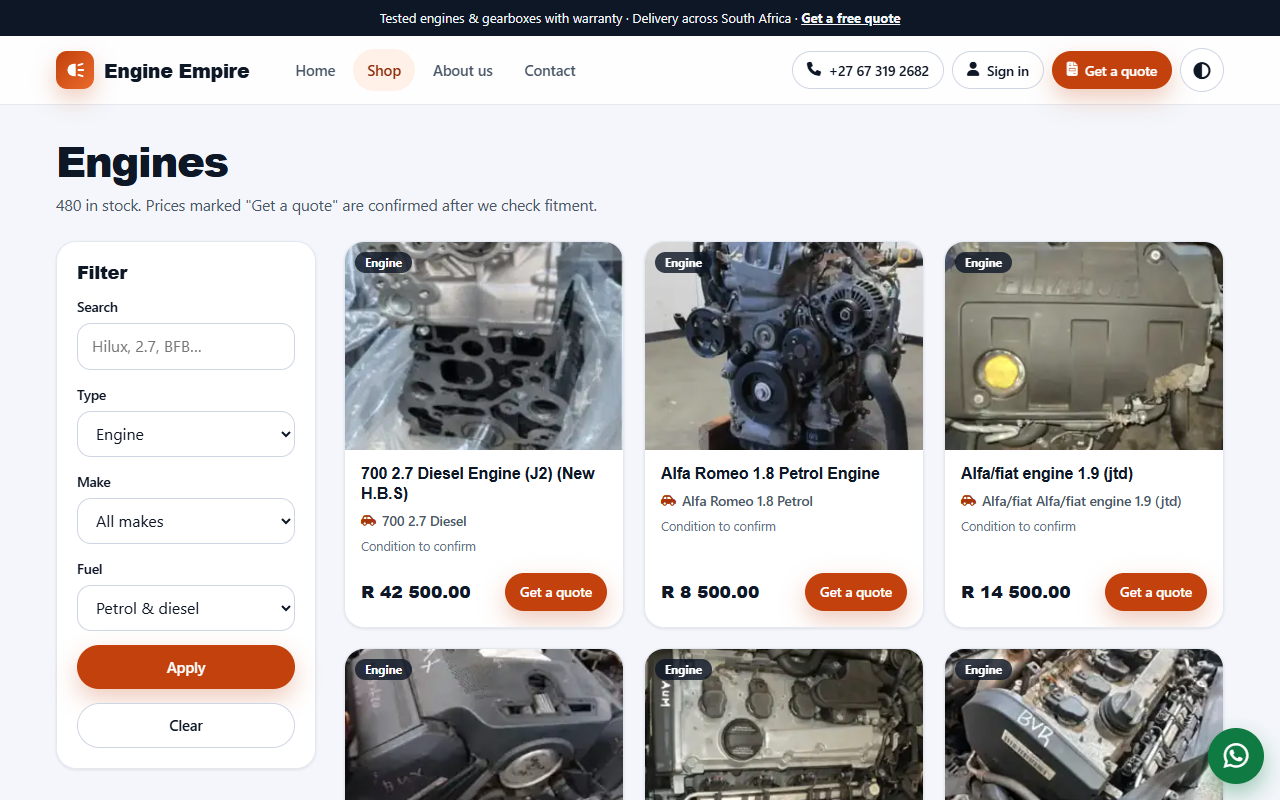 Tested engines & gearboxes with warranty · Delivery across South Africa · Get a free quote
Engine Empire
Home
Shop
About us
Contact
+27 67 319 2682
Sign in
Get a quote
Engines
480 in stock. Prices marked "Get a quote" are confirmed after we check fitment.
Filter
Search
Hilux, 2.7, BFB...
Type
Engine
Make
All makes
Fuel
Petrol & diesel
Apply
Clear
Engine
700 2.7 Diesel Engine (J2) (New
H.B.S)
700 2.7 Diesel
Condition to confirm
R 42 500.00
Get a quote
Engine
Alfa Romeo 1.8 Petrol Engine
Alfa Romeo 1.8 Petrol
Condition to confirm
R 8 500.00
Get a quote
Engine
Alfa/fiat engine 1.9 (jtd)
Alfa/fiat Alfa/fiat engine 1.9 (jtd)
Condition to confirm
R 14 500.00
Get a quote
Engine
Engine
AUM
Engine
BVR